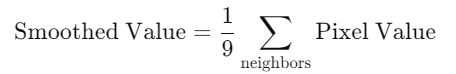 Smoothed Value = 1/9 ∑ neighbors Pixel Value